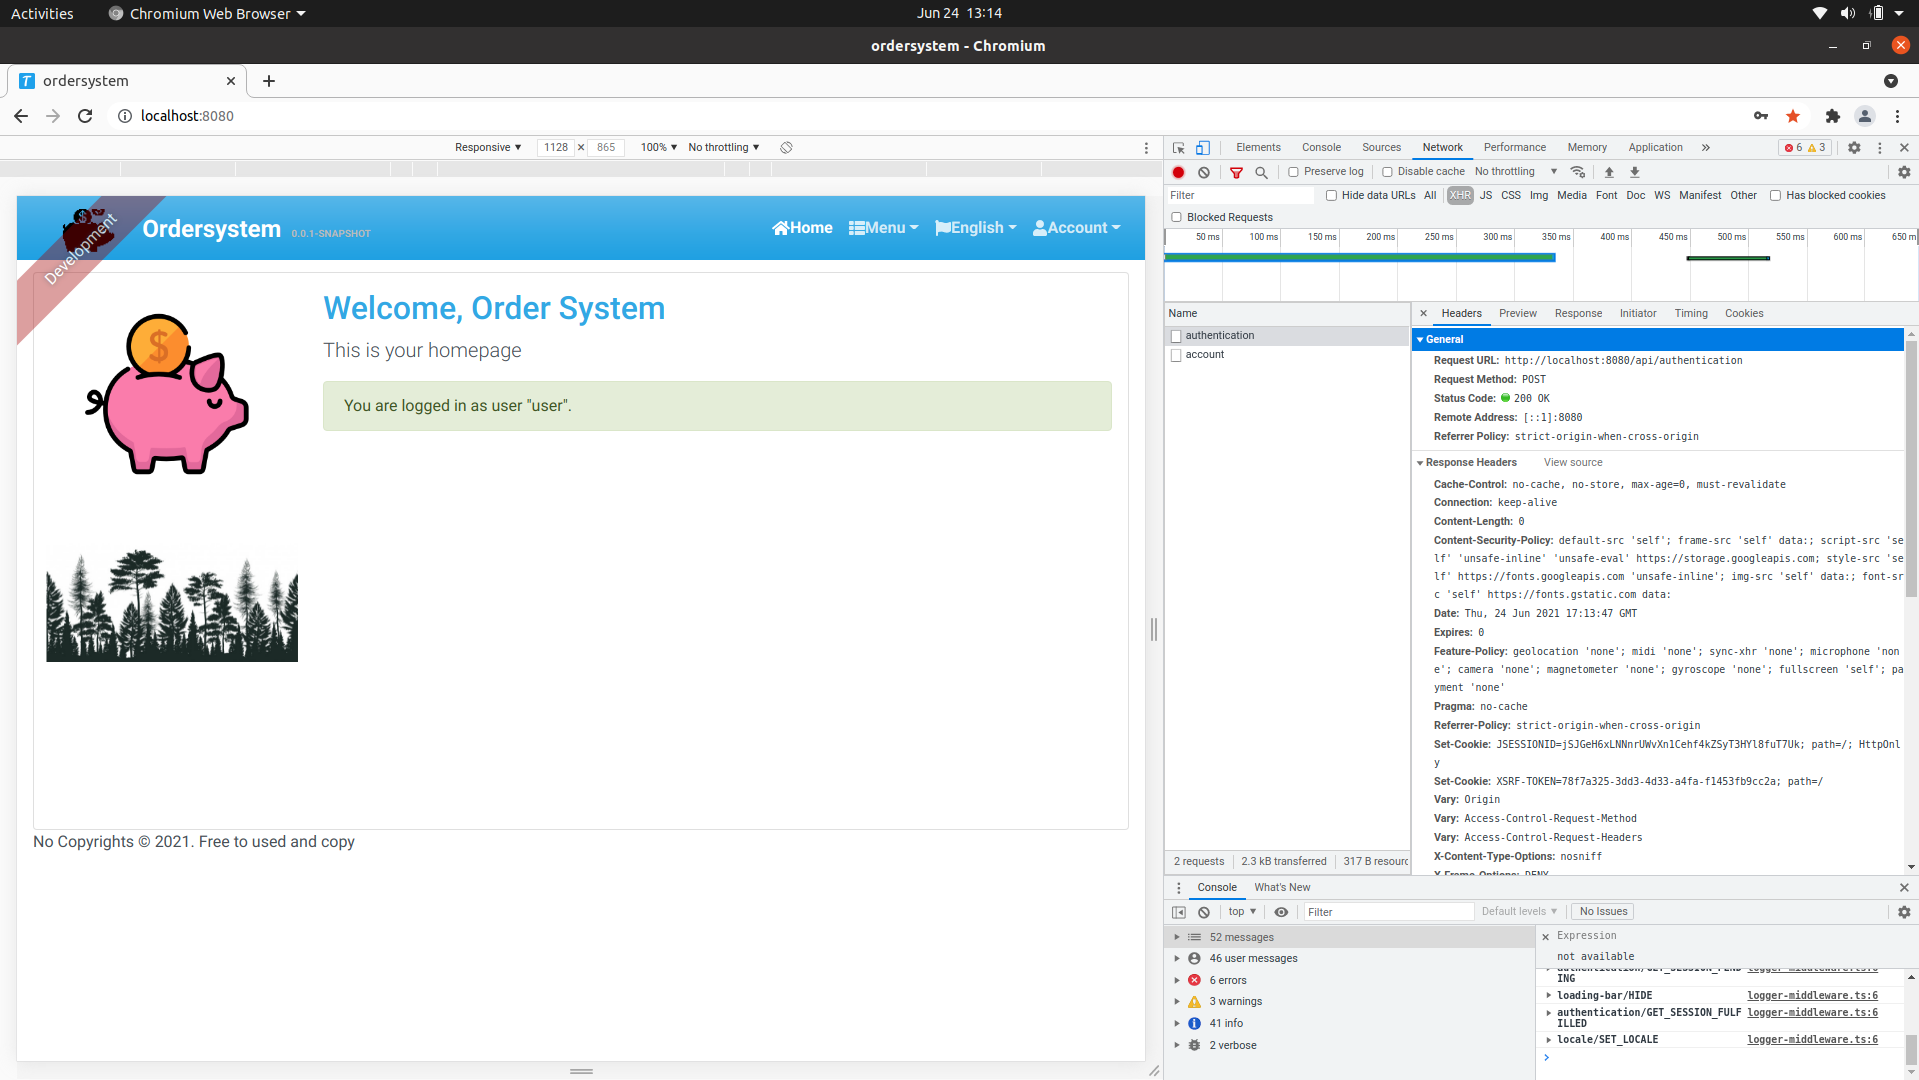 Activities
Chromium Web Browser
Jun 24 13:14
ordersystem - Chromium
ordersystem
localhost:8080
Responsive
1128 × 865
100%
No throttling
Development
Ordersystem 0.0.1-SNAPSHOT
Home
Menu
English
Account
Welcome, Order System
This is your homepage
You are logged in as user "user".
No Copyrights © 2021. Free to used and copy
Elements Console Sources Network Performance Memory Application
6 3
Preserve log Disable cache No throttling
Filter Hide data URLs All XHR JS CSS Img Media Font Doc WS Manifest Other Has blocked cookies
Blocked Requests
50 ms 100 ms 150 ms 200 ms 250 ms 300 ms 350 ms 400 ms 450 ms 500 ms 550 ms 600 ms 650 m
Name
authentication
account
2 requests 2.3 kB transferred 317 B resourc
Headers Preview Response Initiator Timing Cookies
General
Request URL: http://localhost:8080/api/authentication
Request Method: POST
Status Code: 200 OK
Remote Address: [::1]:8080
Referrer Policy: strict-origin-when-cross-origin
Response Headers View source
Cache-Control: no-cache, no-store, max-age=0, must-revalidate
Connection: keep-alive
Content-Length: 0
Content-Security-Policy: default-src 'self'; frame-src 'self' data:; script-src 'se
lf' 'unsafe-inline' 'unsafe-eval' https://storage.googleapis.com; style-src 'se
lf' https://fonts.googleapis.com 'unsafe-inline'; img-src 'self' data:; font-sr
c 'self' https://fonts.gstatic.com data:
Date: Thu, 24 Jun 2021 17:13:47 GMT
Expires: 0
Feature-Policy: geolocation 'none'; midi 'none'; sync-xhr 'none'; microphone 'non
e'; camera 'none'; magnetometer 'none'; gyroscope 'none'; fullscreen 'self'; pa
yment 'none'
Pragma: no-cache
Referrer-Policy: strict-origin-when-cross-origin
Set-Cookie: JSESSIONID=jSJGeH6xLNNnrUWvXn1Cehf4kZSyT3HYl8fuT7Uk; path=/; HttpOnl
y
Set-Cookie: XSRF-TOKEN=78f7a325-3dd3-4d33-a4fa-f1453fb9cc2a; path=/
Vary: Origin
Vary: Access-Control-Request-Method
Vary: Access-Control-Request-Headers
X-Content-Type-Options: nosniff
X-Frame-Options: DENY
Console What's New
top Filter Default levels No Issues
52 messages
46 user messages
6 errors
3 warnings
41 info
2 verbose
Expression
not available
authentication/GET_SESSION_PEND logger-middleware.ts:6
ING
loading-bar/HIDE logger-middleware.ts:6
authentication/GET_SESSION_FULF logger-middleware.ts:6
ILLED
locale/SET_LOCALE logger-middleware.ts:6